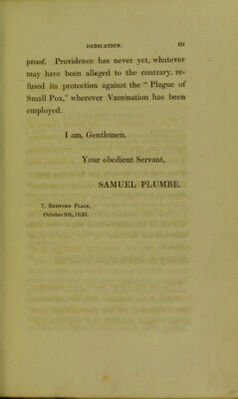 DEDICATION.
proof. Providence has never yet, whatever
may have been alleged to the contrary, re-
fused its protection against the “ Plague of
Small Pox,” wherever Vaccination has been
employed.
I am, Gentlemen,
Your obedient Servant,
SAMUEL PLUMBE.
7, Bedford Place,
October 9th, 1830.